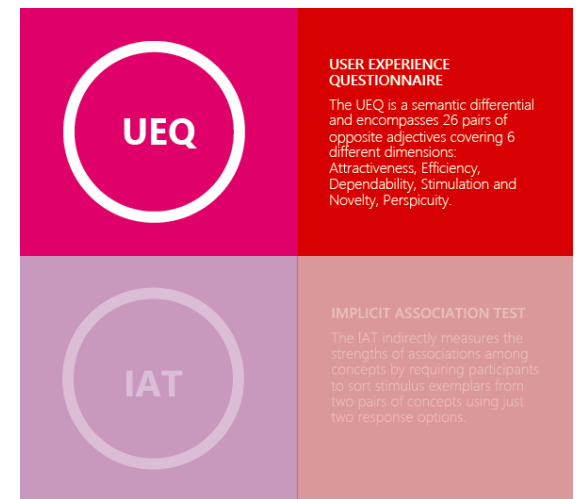 UEQ
USER EXPERIENCE
QUESTIONNAIRE
The UEQ is a semantic differential
and encompasses 26 pairs of
opposite adjectives covering 6
different dimensions:
Attractiveness, Efficiency,
Dependability, Stimulation and
Novelty, Perspicuity.
IAT
IMPLICIT ASSOCIATION TEST
The IAT indirectly measures the
strengths of associations among
concepts by requiring participants
to sort stimulus exemplars from
two pairs of concepts using just
two response options.